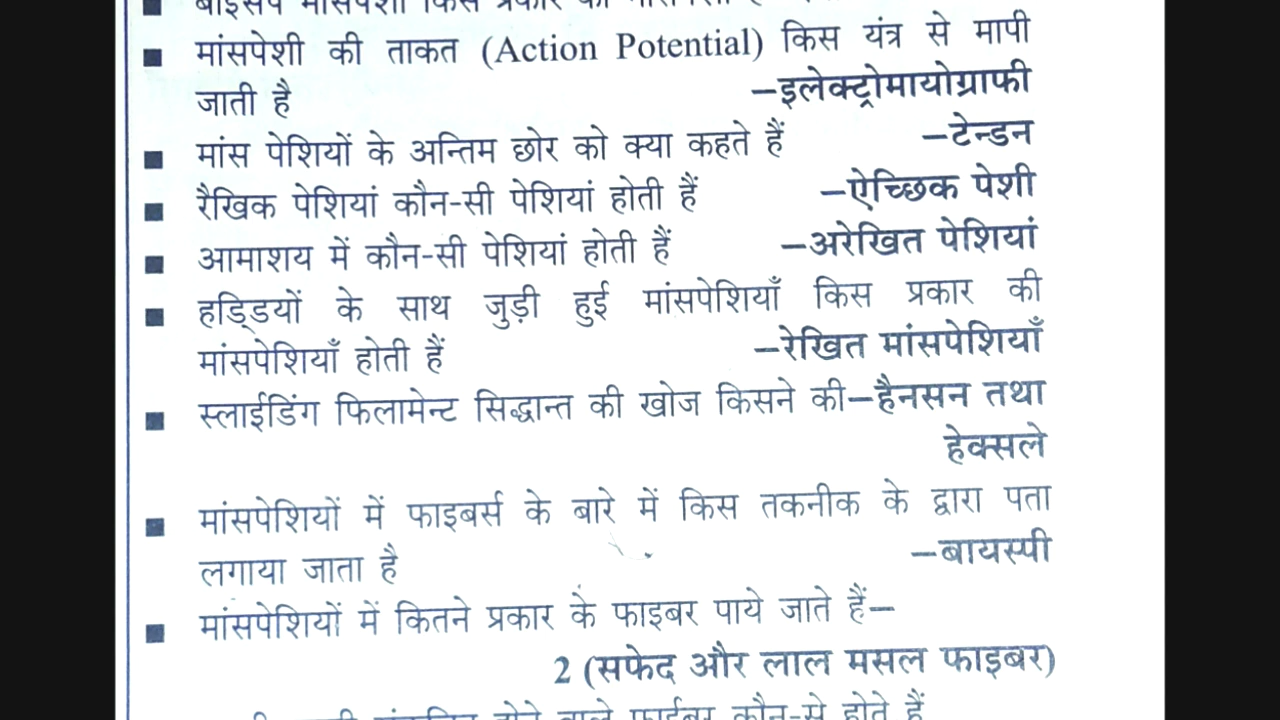 मांसपेशी की ताकत (Action Potential) किस यंत्र से मापी
जाती है –इलेक्ट्रोमायोग्राफी
मांस पेशियों के अन्तिम छोर को क्या कहते हैं –टेन्डन
रैखिक पेशियां कौन-सी पेशियां होती हैं –ऐच्छिक पेशी
आमाशय में कौन-सी पेशियां होती हैं –अरेखित पेशियां
हड्डियों के साथ जुड़ी हुई मांसपेशियाँ किस प्रकार की
मांसपेशियाँ होती हैं –रेखित मांसपेशियाँ
स्लाईडिंग फिलामेन्ट सिद्धान्त की खोज किसने की–हैनसन तथा
हेक्सले
मांसपेशियों में फाइबर्स के बारे में किस तकनीक के द्वारा पता
लगाया जाता है –बायस्पी
मांसपेशियों में कितने प्रकार के फाइबर पाये जाते हैं–
2 (सफेद और लाल मसल फाइबर)
वाले फाईबर कौन-से होते हैं